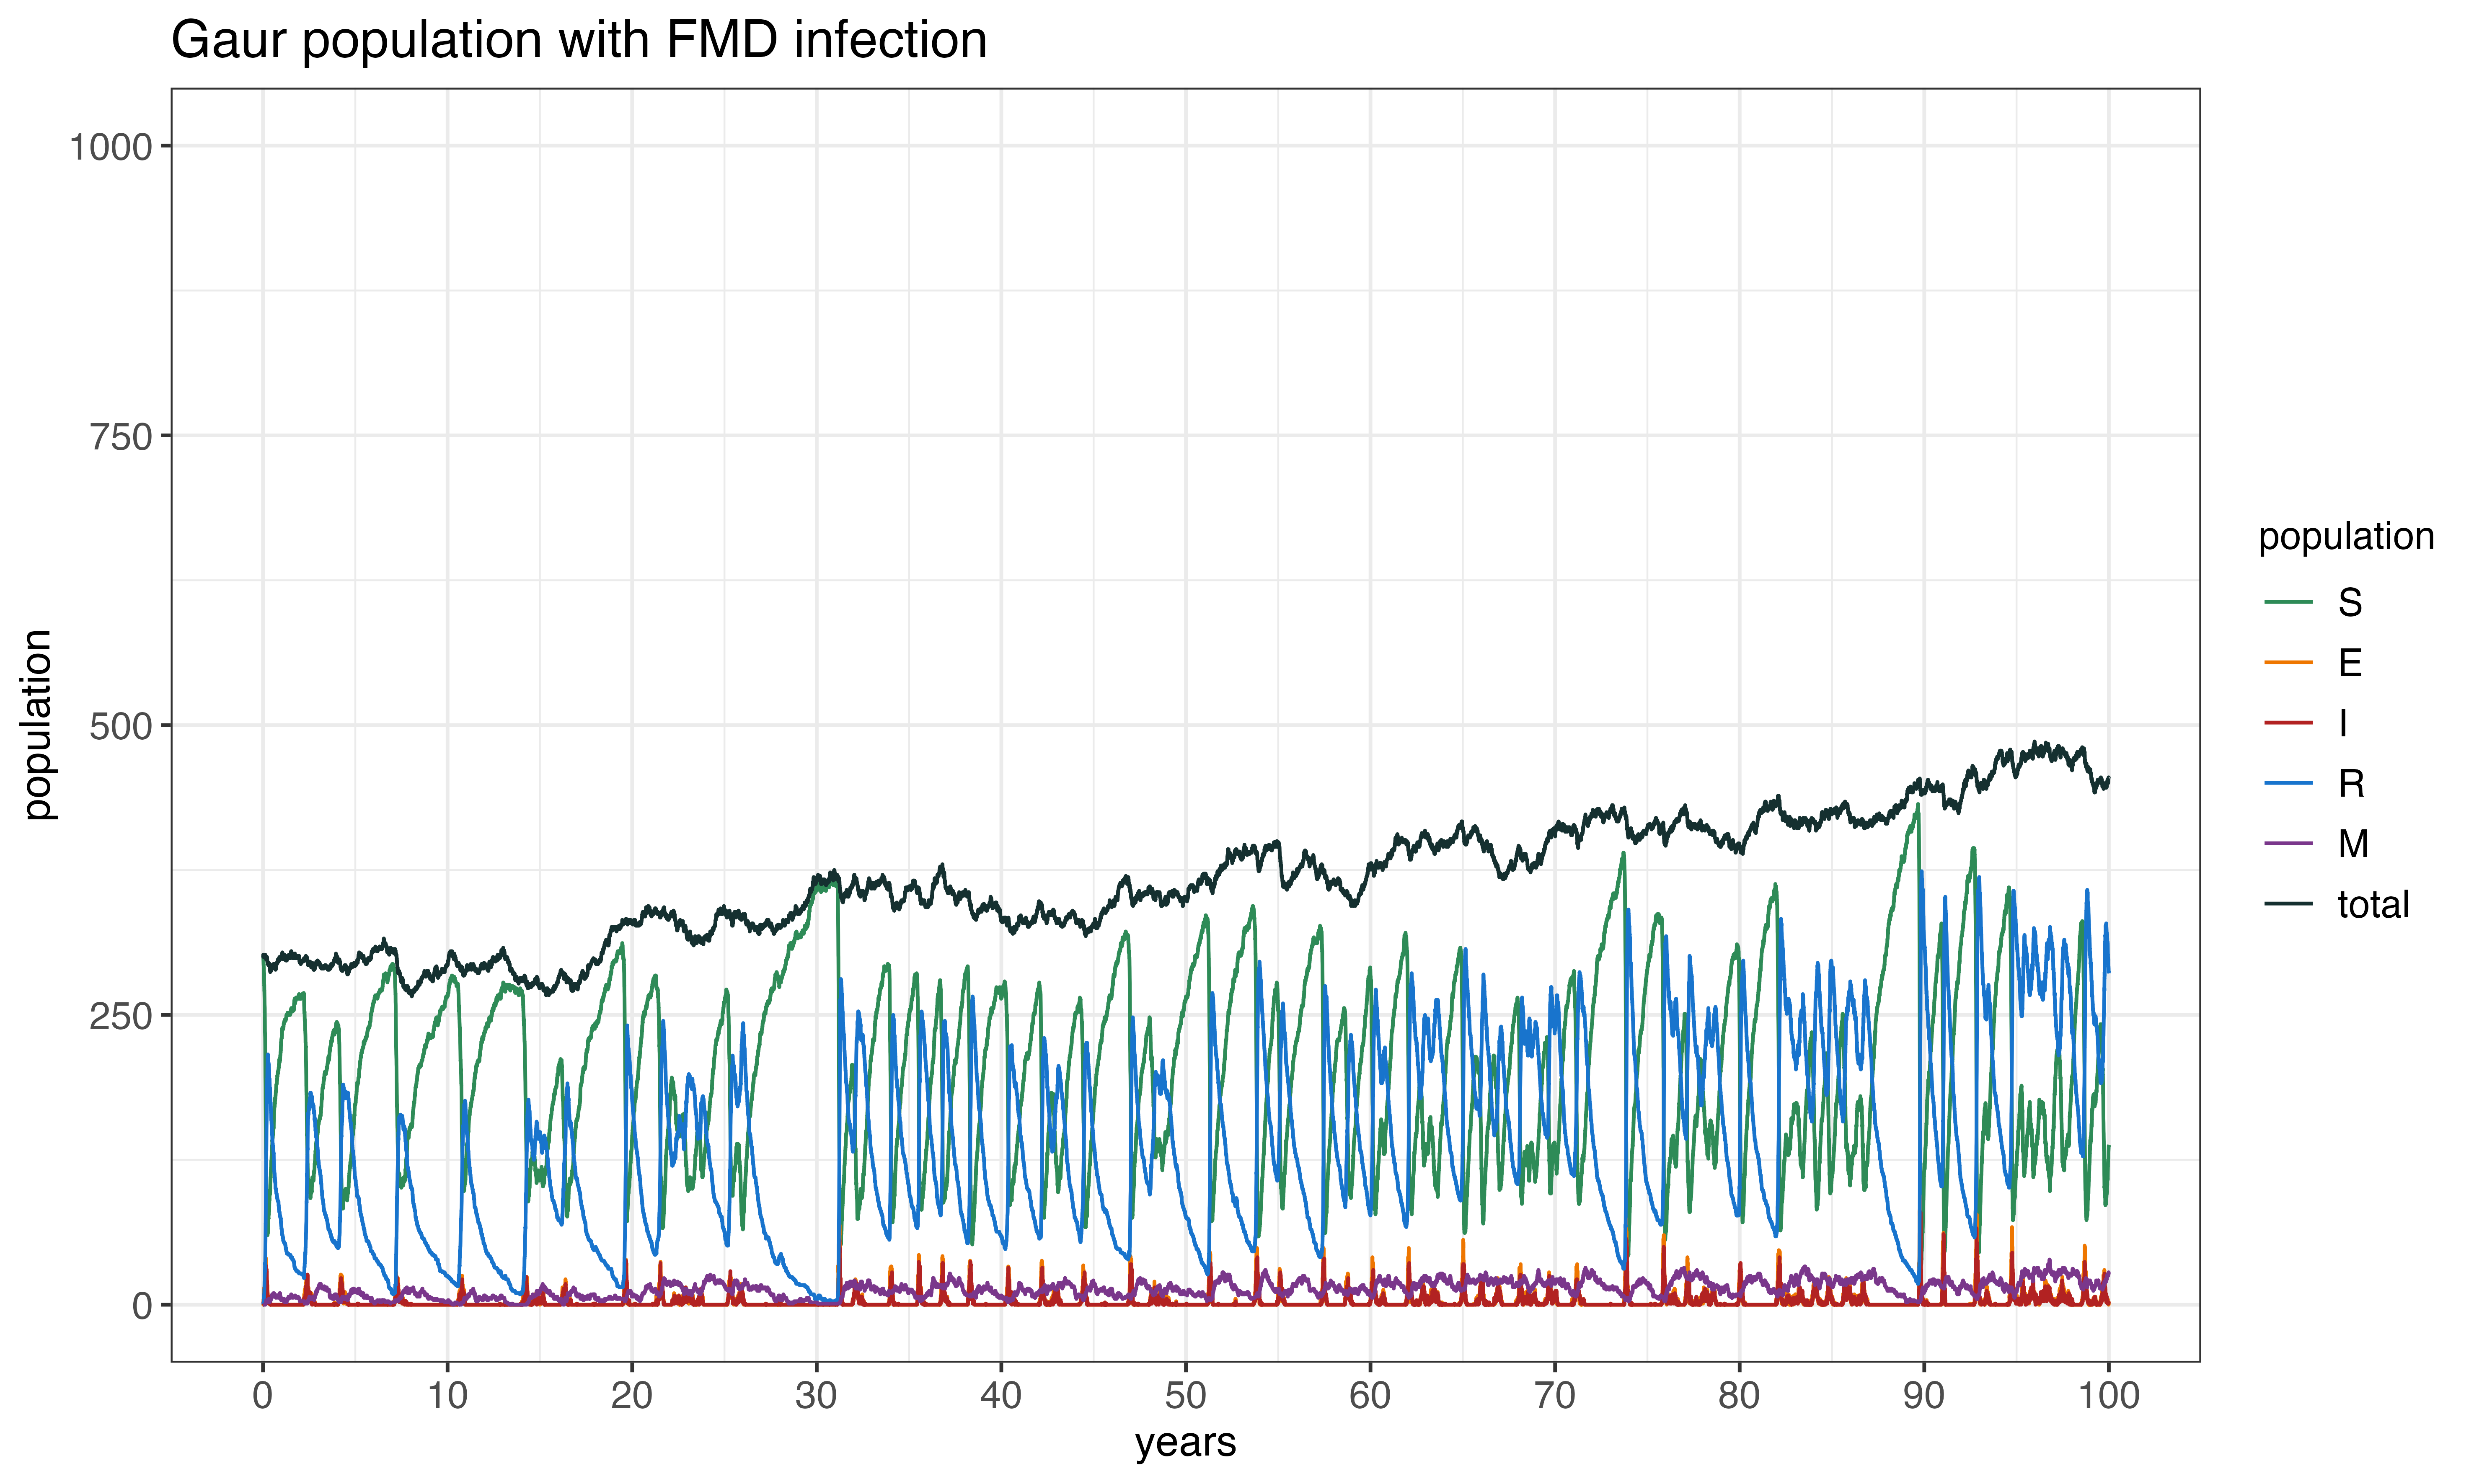 Gaur population with FMD infection
population
1000
750
500
250
0
0 10 20 30 40 50 60 70 80 90 100
years
population
S
E
I
R
M
total